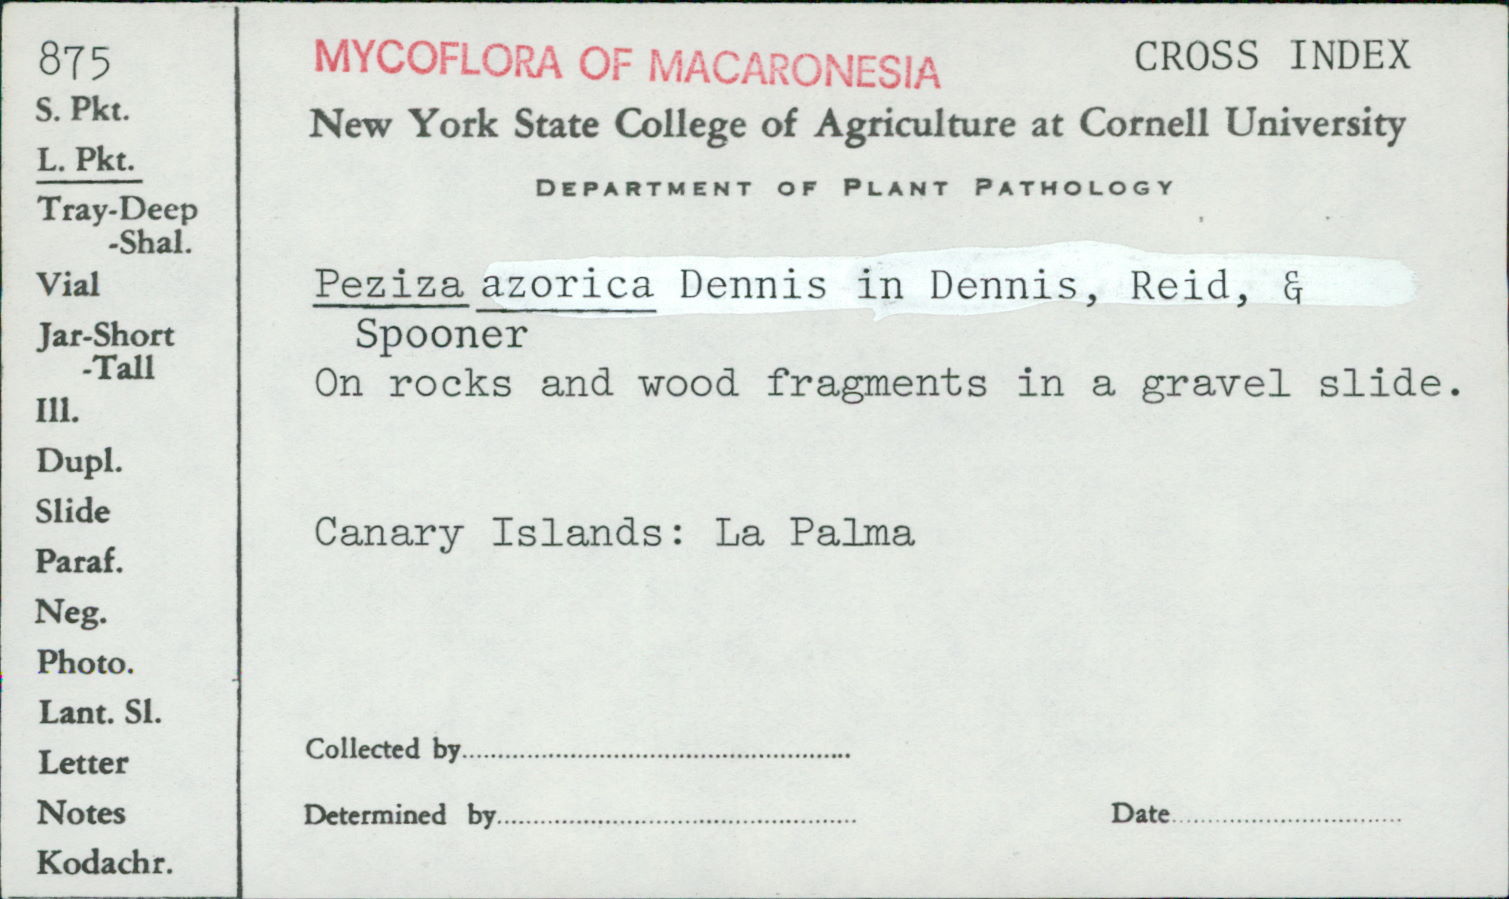 875
S. Pkt.
L. Pkt.
Tray-Deep
-Shal.
Vial
Jar-Short
-Tall
Ill.
Dupl.
Slide
Paraf.
Neg.
Photo.
Lant. Sl.
Letter
Notes
Kodachr.
MYCOFLORA OF MACARONESIA
CROSS INDEX
New York State College of Agriculture at Cornell University
DEPARTMENT OF PLANT PATHOLOGY
Peziza azorica Dennis in Dennis, Reid, &
Spooner
On rocks and wood fragments in a gravel slide.
Canary Islands: La Palma
Collected by
Determined by
Date